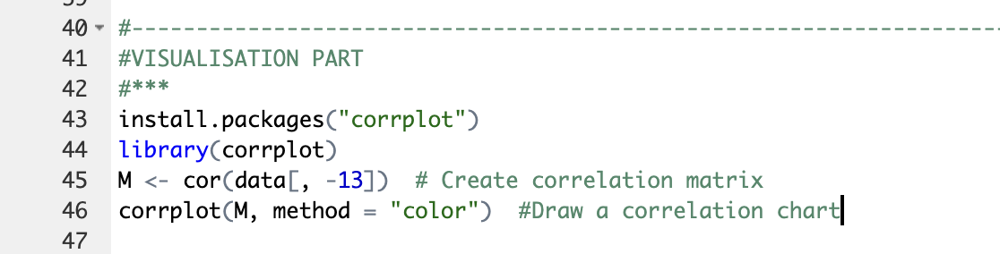 39
40 #-------------------------------------------------------------------
41 #VISUALISATION PART
42 #***
43 install.packages("corrplot")
44 library(corrplot)
45 M <- cor(data[, -13])  # Create correlation matrix
46 corrplot(M, method = "color")  #Draw a correlation chart
47